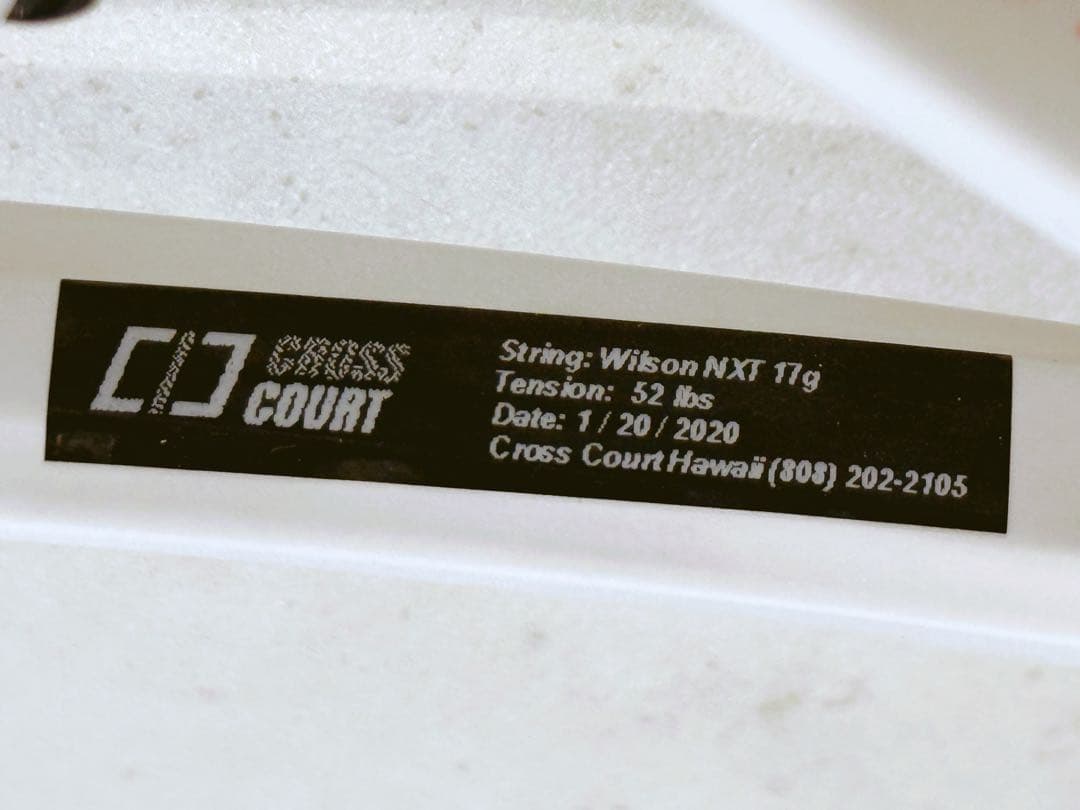 CROSS
COURT
String: Wilson NXT 17g
Tension: 52 lbs
Date: 1 / 20 / 2020
Cross Court Hawaii (808) 202-2105